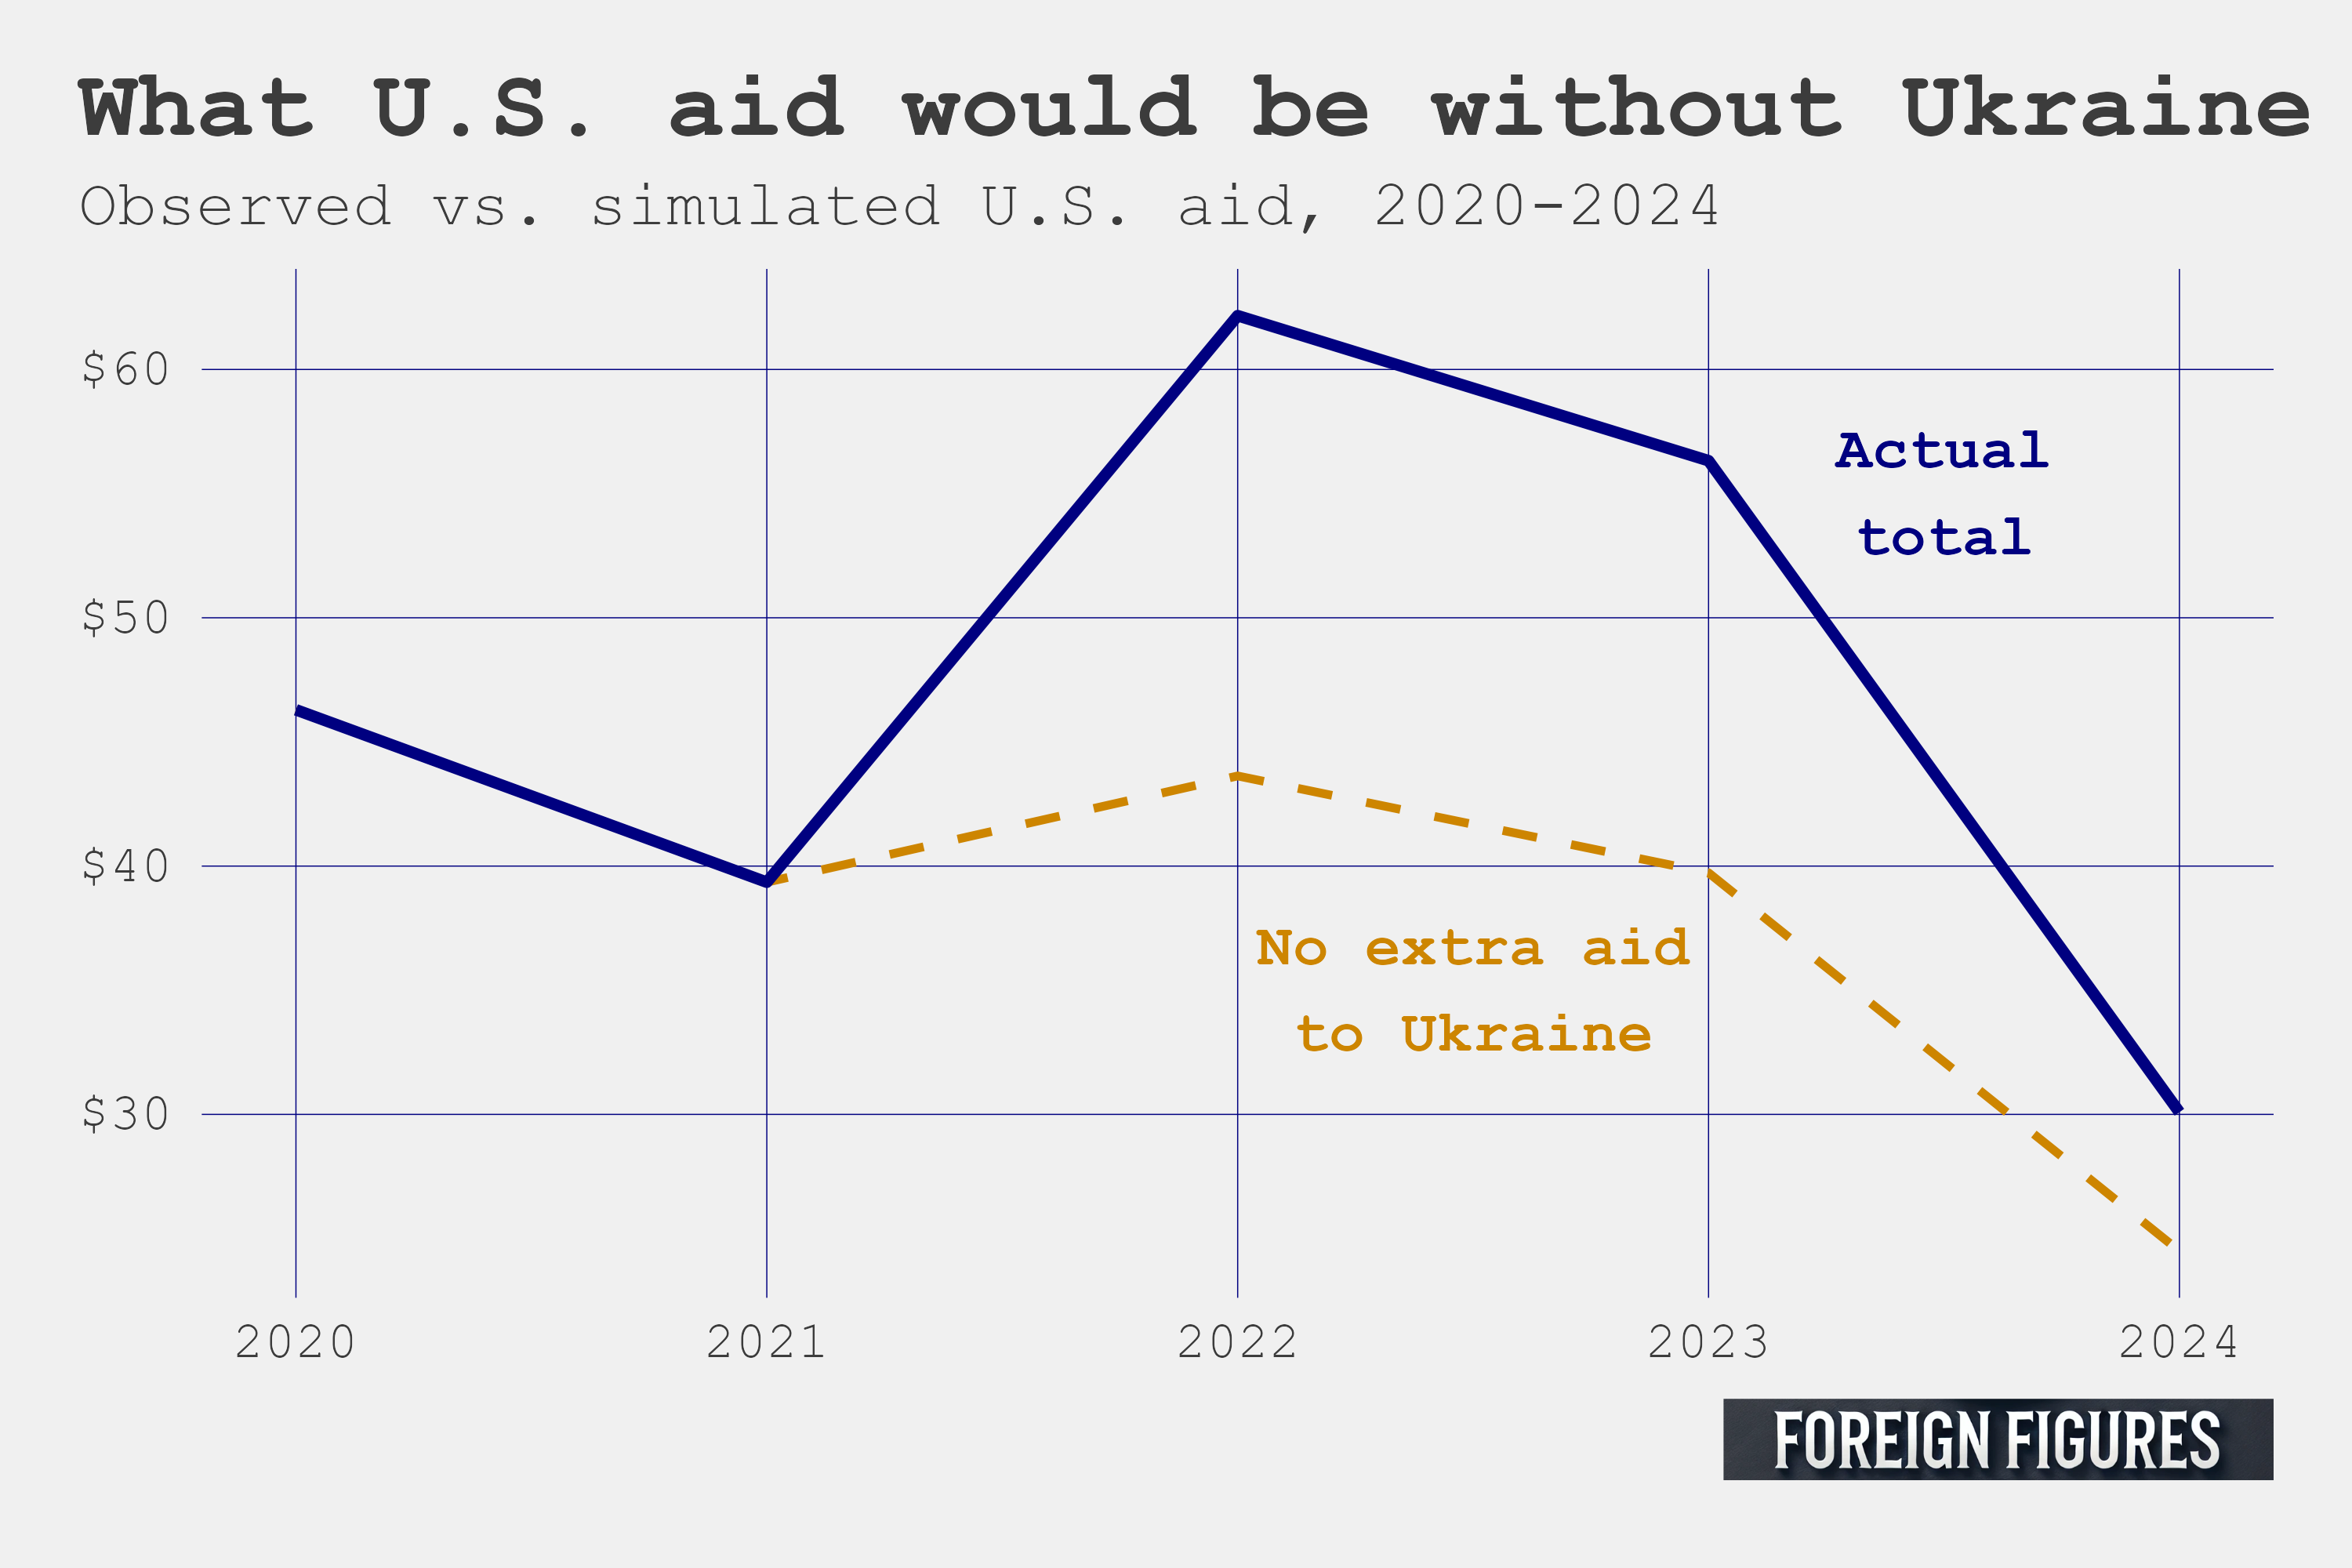 What U.S. aid would be without Ukraine
Observed vs. simulated U.S. aid, 2020-2024
$60
$50
$40
$30
Actual
total
No extra aid
to Ukraine
2020 2021 2022 2023 2024
FOREIGN FIGURES